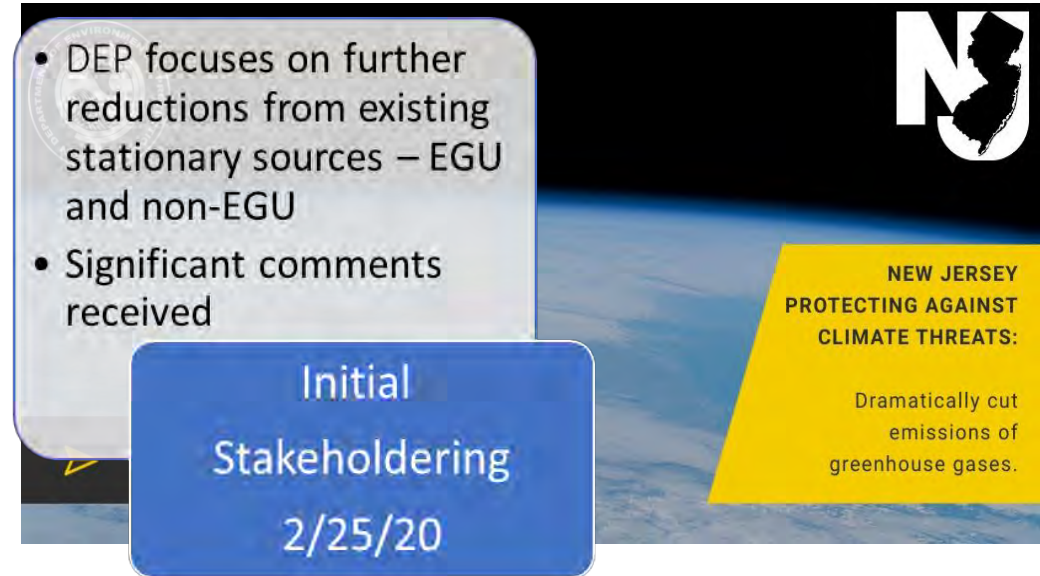 • DEP focuses on further
reductions from existing
stationary sources – EGU
and non-EGU
• Significant comments
received
Initial
Stakeholdering
2/25/20
NJ
NEW JERSEY
PROTECTING AGAINST
CLIMATE THREATS:
Dramatically cut
emissions of
greenhouse gases.